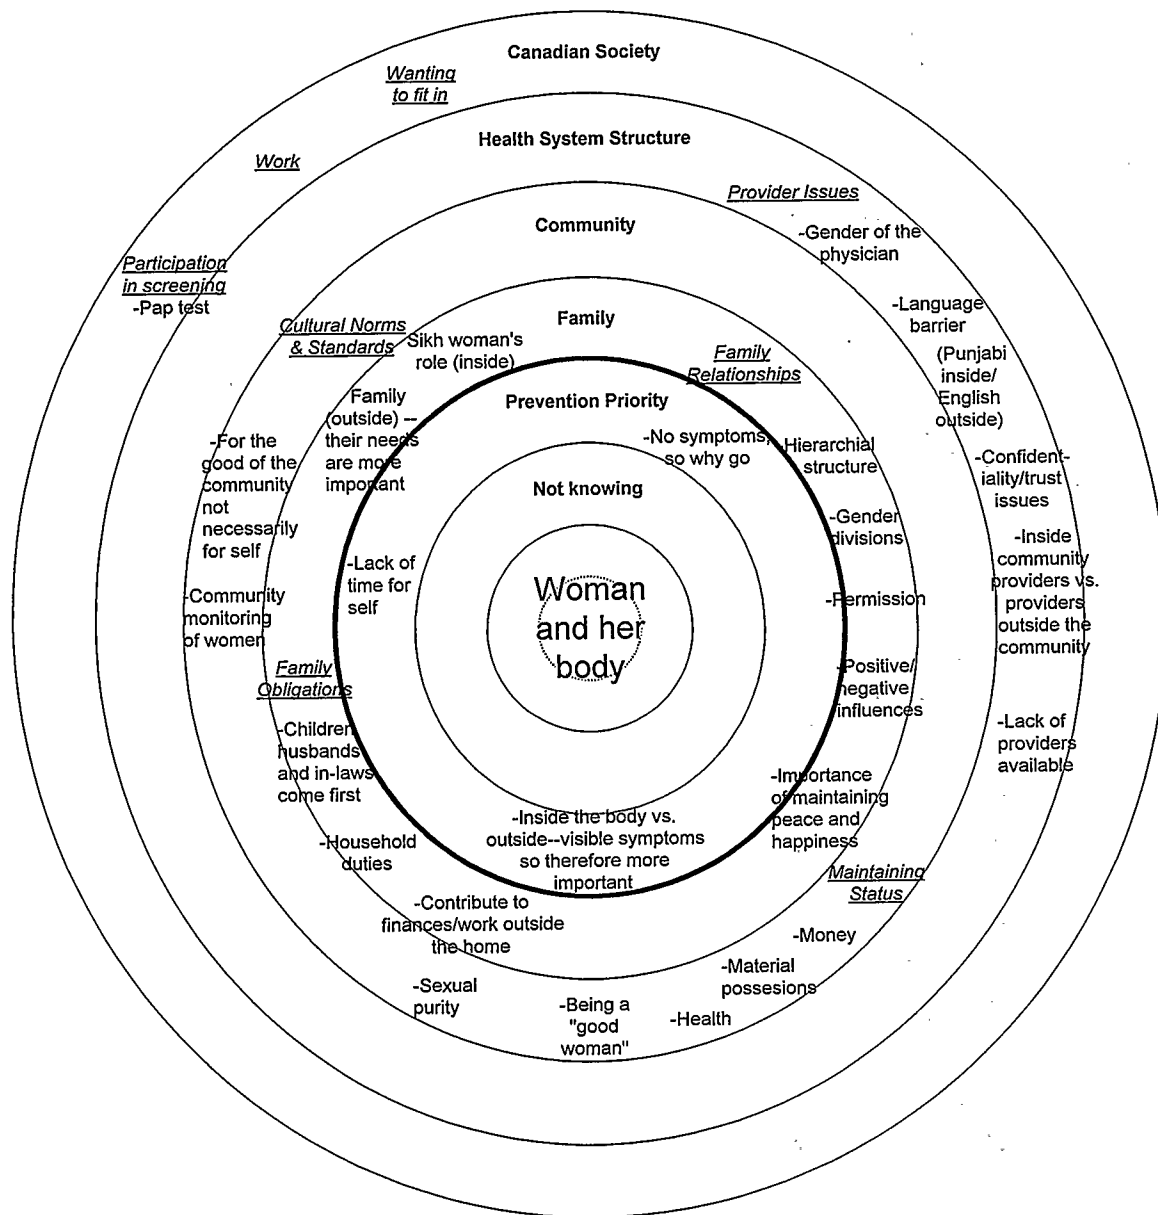 Canadian Society
Wanting
to fit in
Work
Participation
in screening
-Pap test
Health System Structure
Provider Issues
-Gender of the
physician
-Language
barrier
(Punjabi
inside/
English
outside)
-Confident-
iality/trust
issues
-Inside
community
providers vs.
providers
outside the
community
-Lack of
providers
available
Community
Cultural Norms
& Standards
-For the
good of the
community
not
necessarily
for self
-Community
monitoring
of women
-Sexual
purity
-Being a
"good
woman"
Maintaining
Status
-Money
-Material
possesions
-Health
Family
Sikh woman's
role (inside)
Family
(outside) --
their needs
are more
important
Family
Relationships
-Hierarchial
structure
-Gender
divisions
-Permission
-Positive/
negative
influences
-Importance
of maintaining
peace and
happiness
Family
Obligations
-Children,
husbands
and in-laws
come first
-Household
duties
-Contribute to
finances/work outside
the home
Prevention Priority
-No symptoms,
so why go
-Lack of
time for
self
-Inside the body vs.
outside--visible symptoms
so therefore more
important
Not knowing
Woman
and her
body